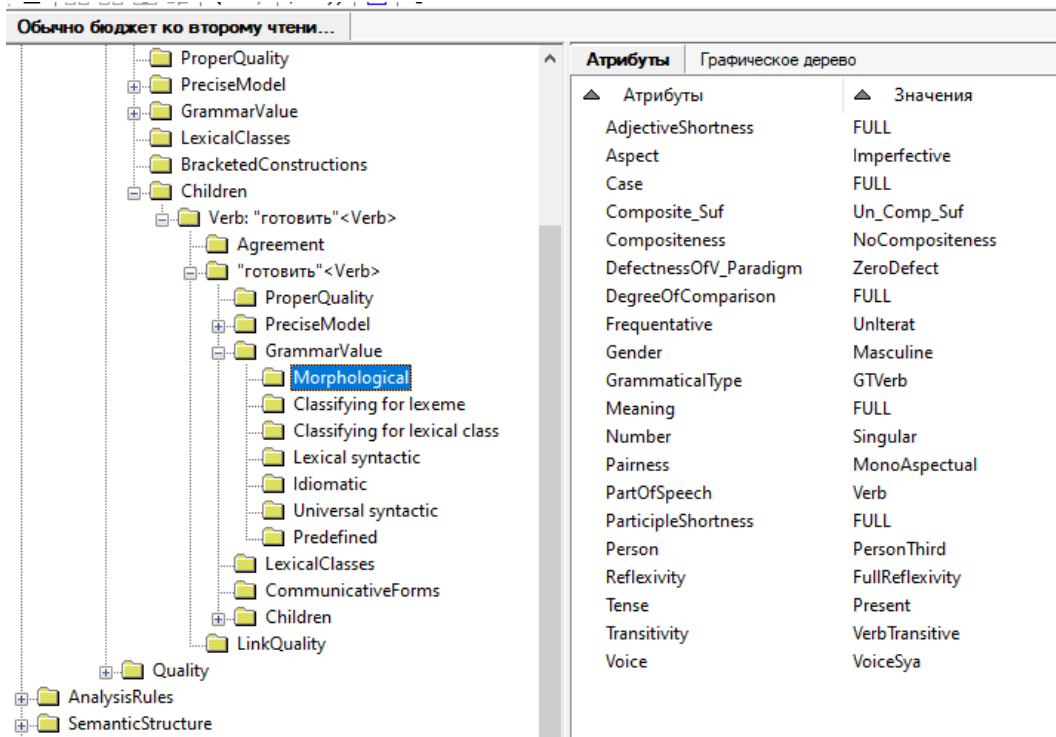 Обычно бюджет ко второму чтени...
ProperQuality
PreciseModel
GrammarValue
LexicalClasses
BracketedConstructions
Children
Verb: "готовить"<Verb>
Agreement
"готовить"<Verb>
ProperQuality
PreciseModel
GrammarValue
Morphological
Classifying for lexeme
Classifying for lexical class
Lexical syntactic
Idiomatic
Universal syntactic
Predefined
LexicalClasses
CommunicativeForms
Children
LinkQuality
Quality
AnalysisRules
SemanticStructure
Атрибуты Графическое дерево
Атрибуты Значения
AdjectiveShortness FULL
Aspect Imperfective
Case FULL
Composite_Suf Un_Comp_Suf
Compositeness NoCompositeness
DefectnessOfV_Paradigm ZeroDefect
DegreeOfComparison FULL
Frequentative UnIterat
Gender Masculine
GrammaticalType GTVerb
Meaning FULL
Number Singular
Pairness MonoAspectual
PartOfSpeech Verb
ParticipleShortness FULL
Person PersonThird
Reflexivity FullReflexivity
Tense Present
Transitivity VerbTransitive
Voice VoiceSya